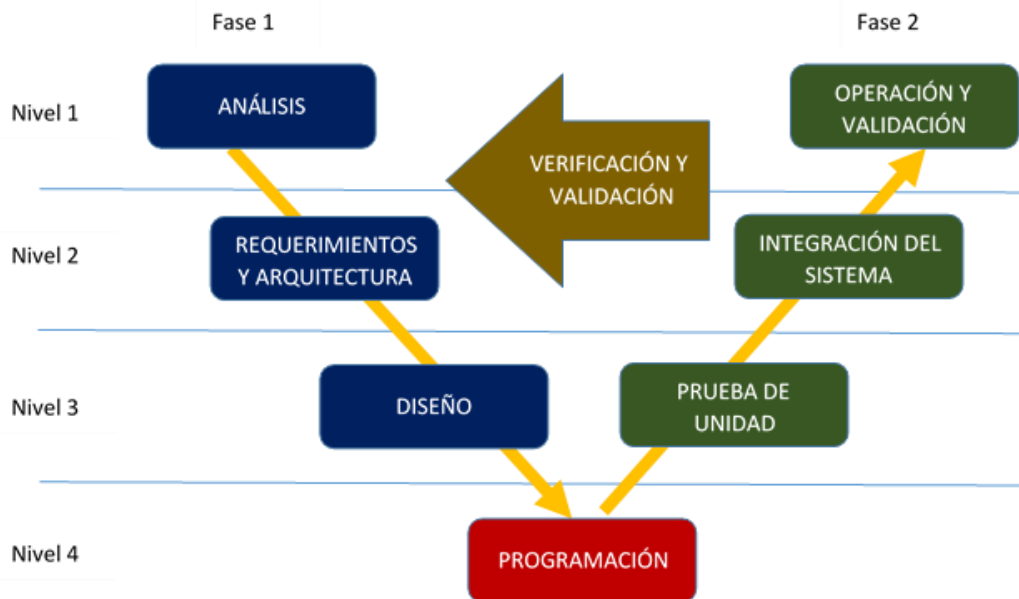 Fase 1
Fase 2
Nivel 1
ANÁLISIS
OPERACIÓN Y
VALIDACIÓN
VERIFICACIÓN Y
VALIDACIÓN
Nivel 2
REQUERIMIENTOS
Y ARQUITECTURA
INTEGRACIÓN DEL
SISTEMA
Nivel 3
DISEÑO
PRUEBA DE
UNIDAD
Nivel 4
PROGRAMACIÓN